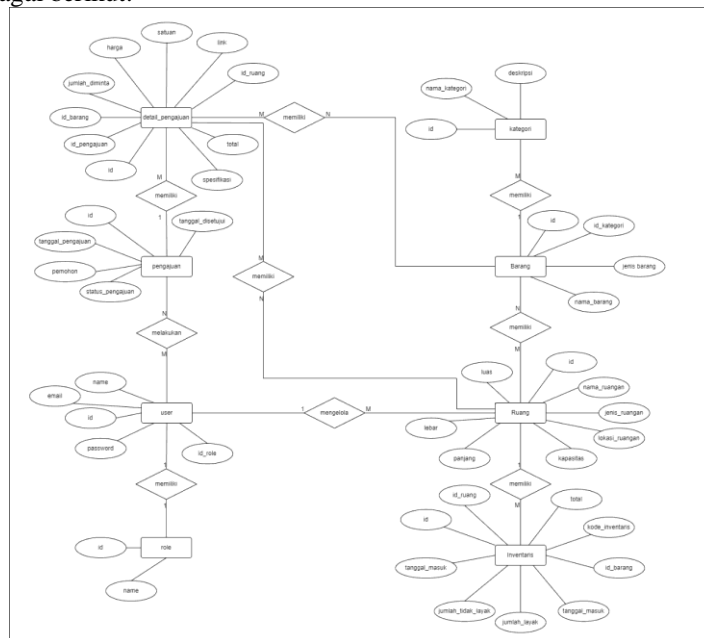 satuan
harga
link
jumlah_diminta
id_ruang
id_barang
detail_pengajuan
M
memiliki
N
id_pengajuan
total
id
spesifikasi
M
memiliki
1
deskripsi
nama_kategori
id
kategori
M
memiliki
1
id
tanggal_disetujui
tanggal_pengajuan
pengajuan
pemohon
status_pengajuan
M
memiliki
N
id
id_kategori
Barang
jenis barang
nama_barang
N
melakukan
M
N
memiliki
M
name
email
id
user
password
id_role
1
mengelola
M
luas
id
nama_ruangan
Ruang
jenis_ruangan
lebar
lokasi_ruangan
panjang
kapasitas
1
memiliki
1
1
memiliki
M
id
role
name
id_ruang
total
id
kode_inventaris
Inventaris
tanggal_masuk
id_barang
jumlah_tidak_layak
jumlah_layak
tanggal_masuk